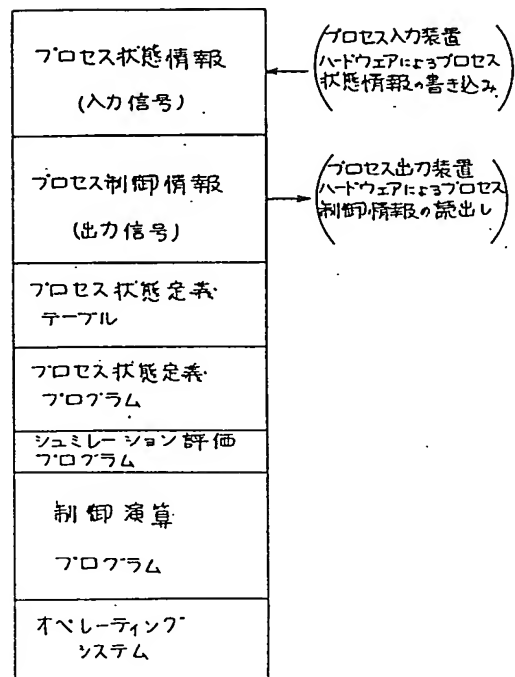 プロセス状態情報
(入力信号)
プロセス入力装置
ハードウェアによるプロセス
状態情報の書き込み
プロセス制御情報
(出力信号)
プロセス出力装置
ハードウェアによるプロセス
制御情報の読出し
プロセス状態定義
テーブル
プロセス状態定義
プログラム
シュミレーション評価
プログラム
制御演算
プログラム
オペレーティング
システム